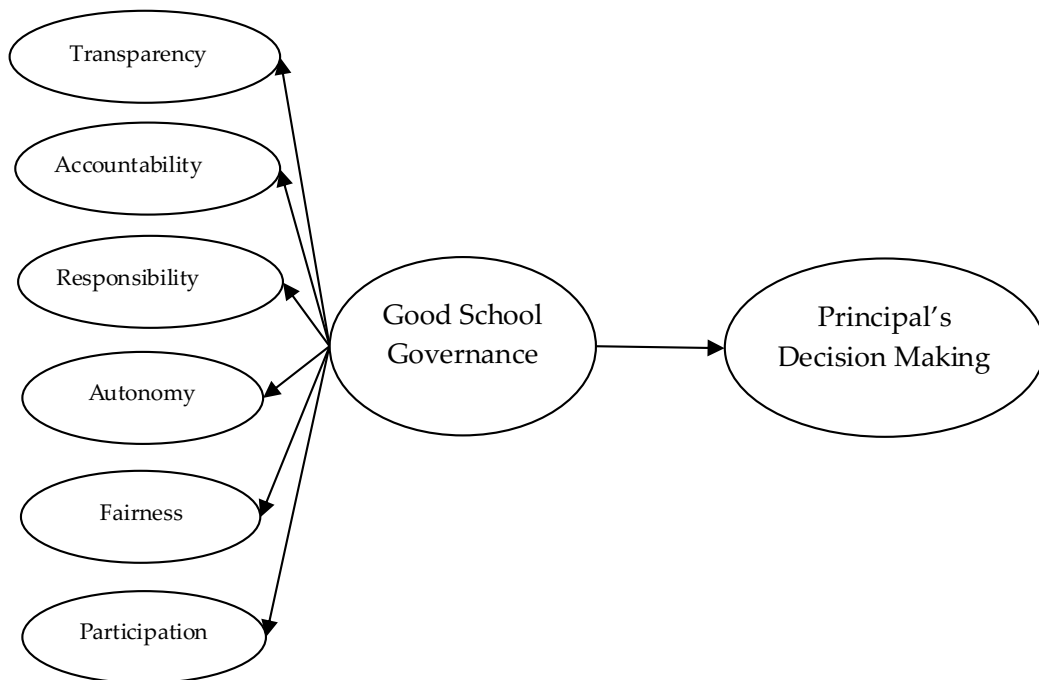 Transparency
Accountability
Responsibility
Autonomy
Fairness
Participation
Good School
Governance
Principal’s
Decision Making